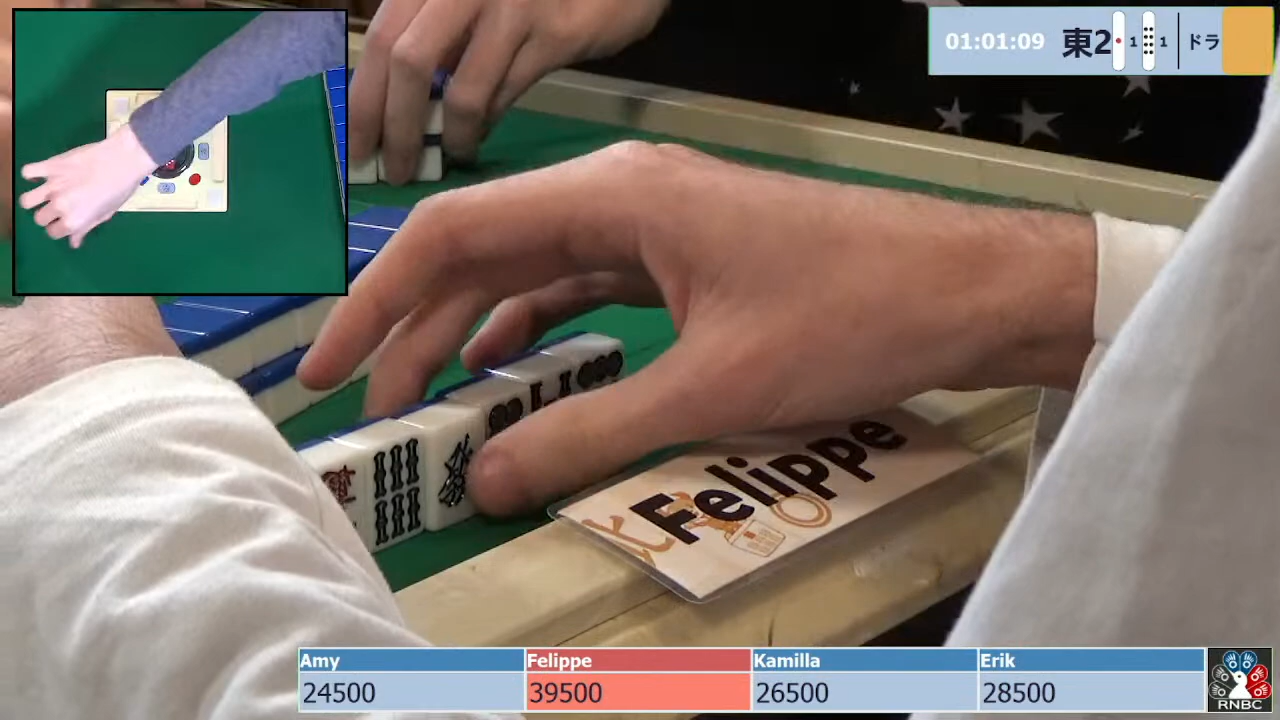 01:01:09 東2 1 1 ドラ
Felippe
Amy Felippe Kamilla Erik
24500 39500 26500 28500
RNBC